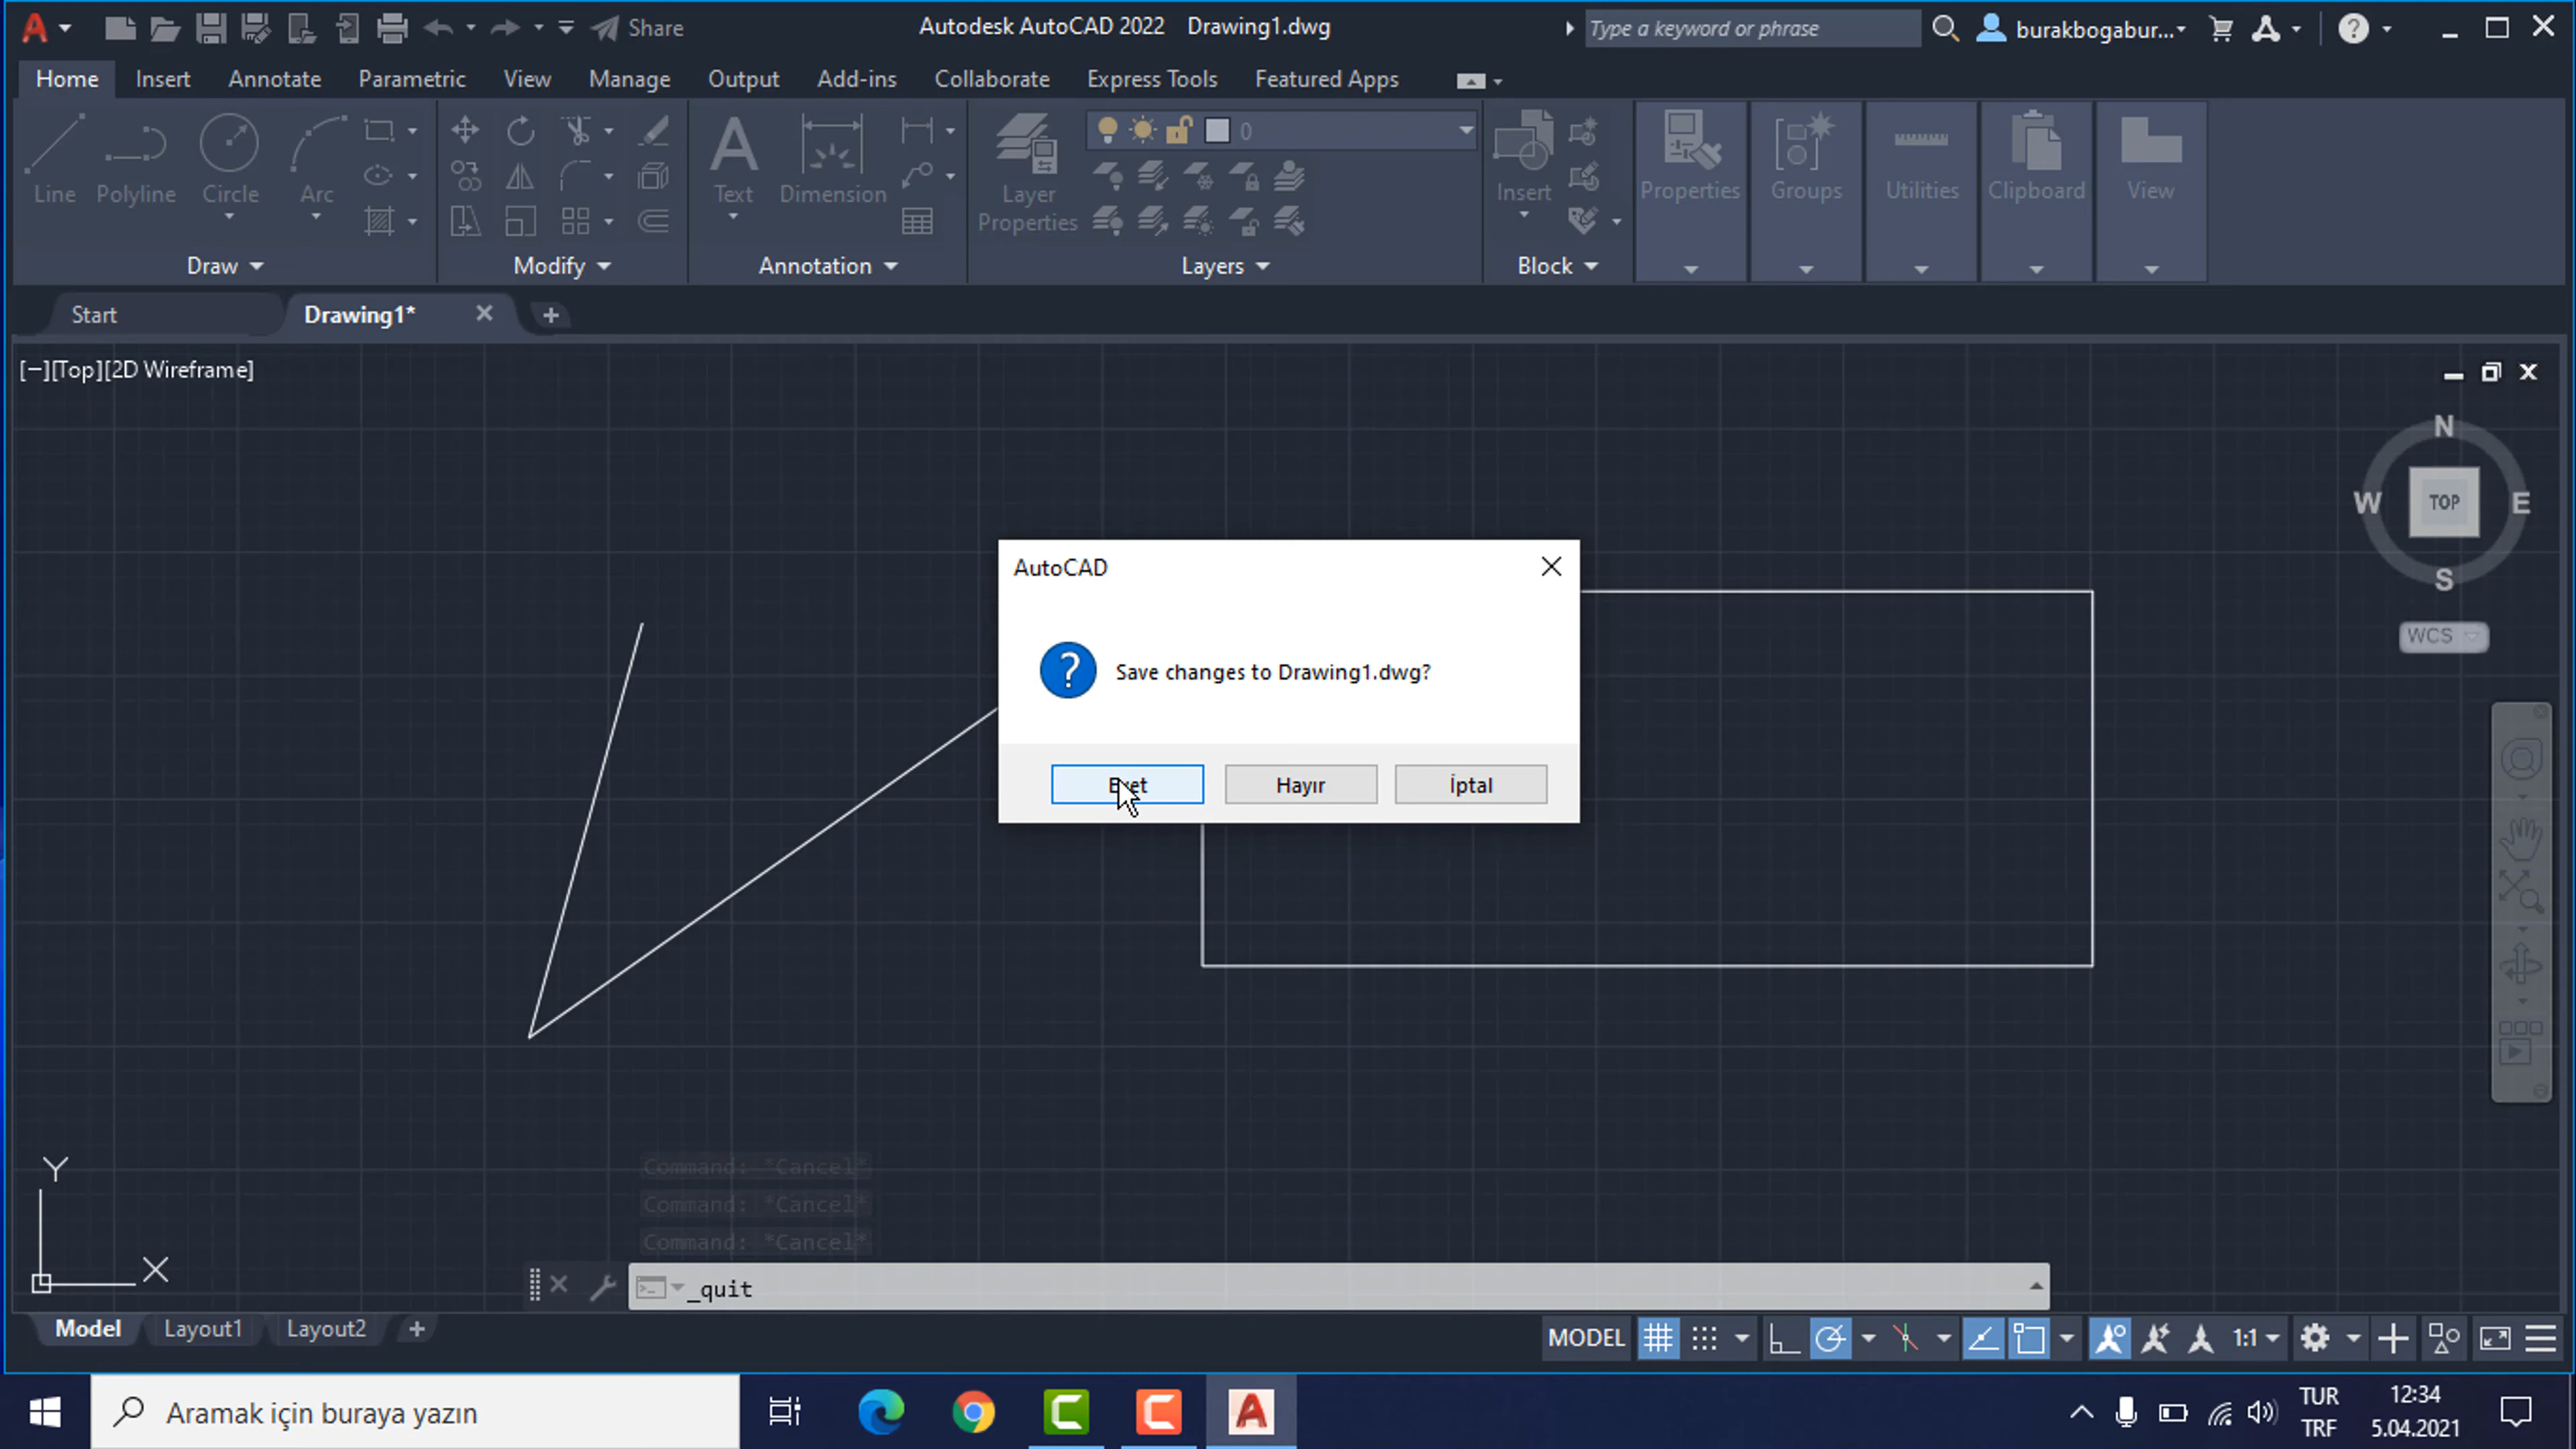 Share
Autodesk AutoCAD 2022 Drawing1.dwg
Type a keyword or phrase
burakbogabur...
Home Insert Annotate Parametric View Manage Output Add-ins Collaborate Express Tools Featured Apps
Line Polyline Circle Arc
Text Dimension
Layer Properties
0
Insert
Properties Groups Utilities Clipboard View
Draw Modify Annotation Layers Block
Start Drawing1*
[−][Top][2D Wireframe]
N
W TOP E
S
WCS
AutoCAD
Save changes to Drawing1.dwg?
Evet Hayır İptal
Y
X
Command: *Cancel*
Command: *Cancel*
Command: *Cancel*
_quit
Model Layout1 Layout2
MODEL 1:1
Aramak için buraya yazın
TUR
TRF
12:34
5.04.2021